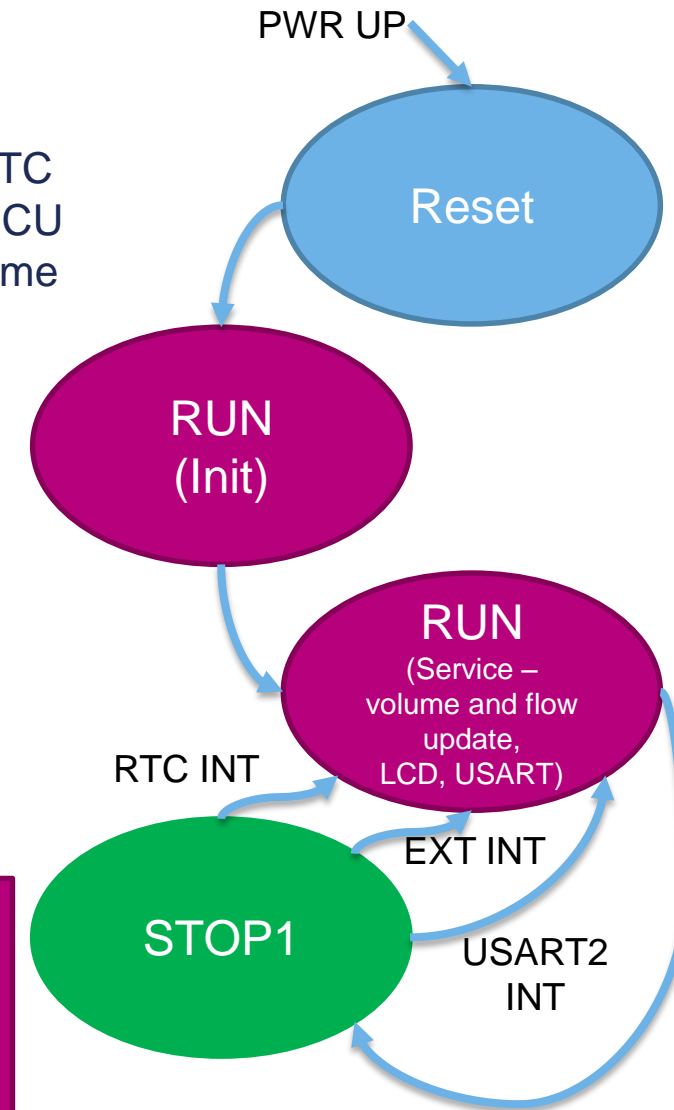 PWR UP
TC
CU
me
Reset
RUN
(Init)
RUN
(Service –
volume and flow
update,
LCD, USART)
RTC INT
EXT INT
STOP1
USART2
INT